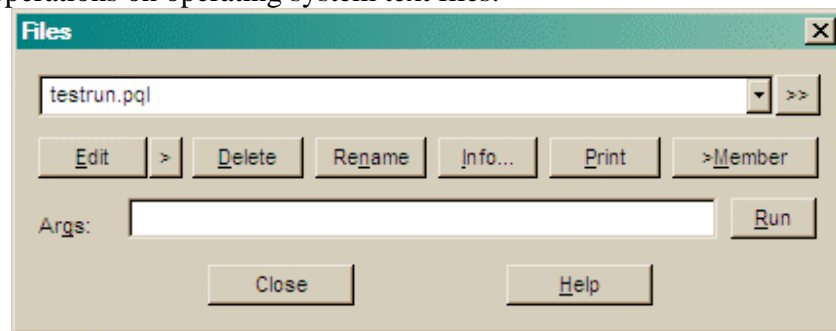 operations on operating system text files.
Files
testrun.pql >>
Edit > Delete Rename Info... Print >Member
Args: Run
Close Help